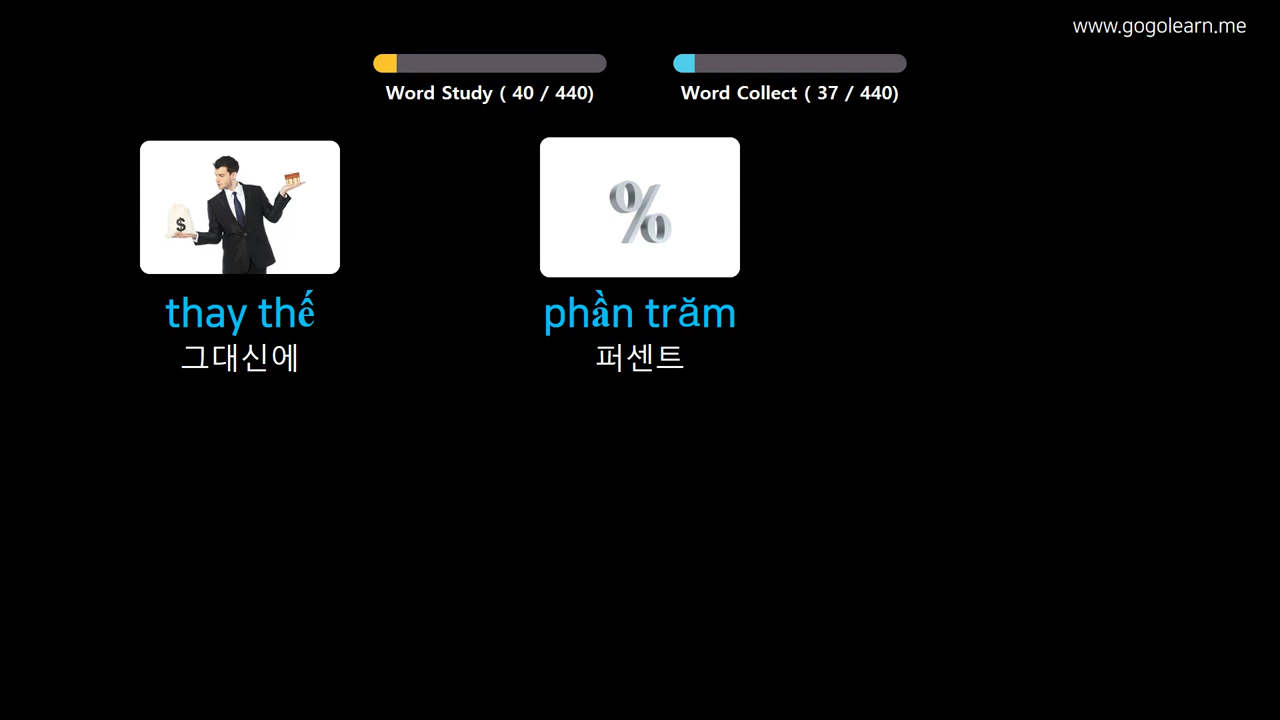 www.gogolearn.me
Word Study ( 40 / 440)
Word Collect ( 37 / 440)
$
%
thay thế
phần trăm
그대신에
퍼센트